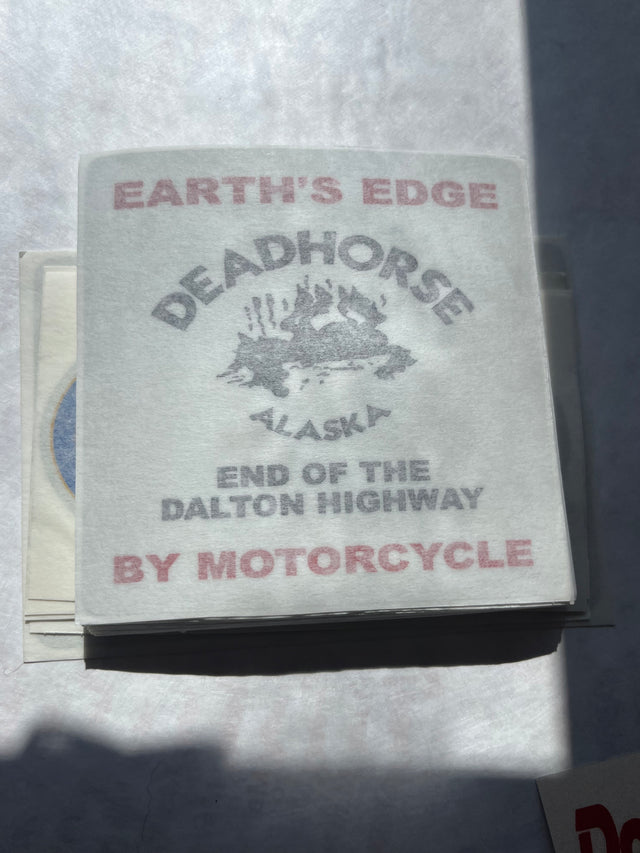 EARTH'S EDGE
DEADHORSE
ALASKA
END OF THE
DALTON HIGHWAY
BY MOTORCYCLE